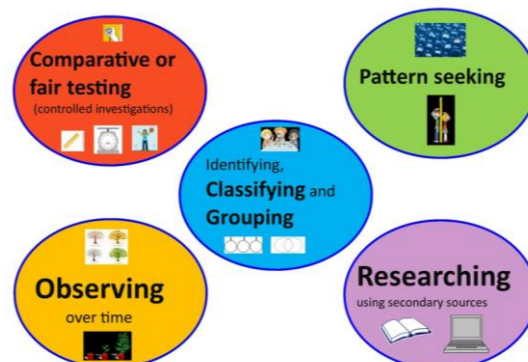 Comparative or
fair testing
(controlled investigations)
Pattern seeking
Identifying,
Classifying and
Grouping
Observing
over time
Researching
using secondary sources